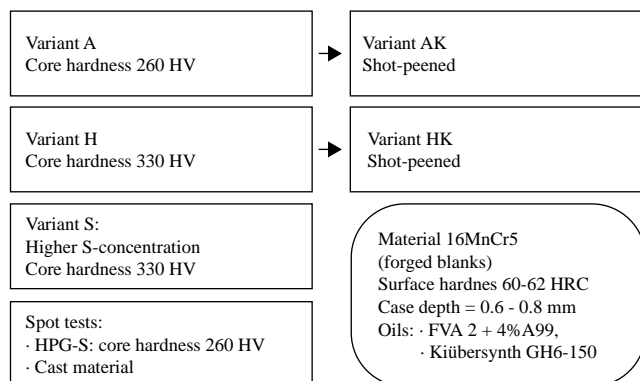 Variant A
Core hardness 260 HV
Variant AK
Shot-peened
Variant H
Core hardness 330 HV
Variant HK
Shot-peened
Variant S:
Higher S-concentration
Core hardness 330 HV
Material 16MnCr5
(forged blanks)
Surface hardnes 60-62 HRC
Case depth = 0.6 - 0.8 mm
Oils: · FVA 2 + 4%A99,
· Kiübersynth GH6-150
Spot tests:
· HPG-S: core hardness 260 HV
· Cast material